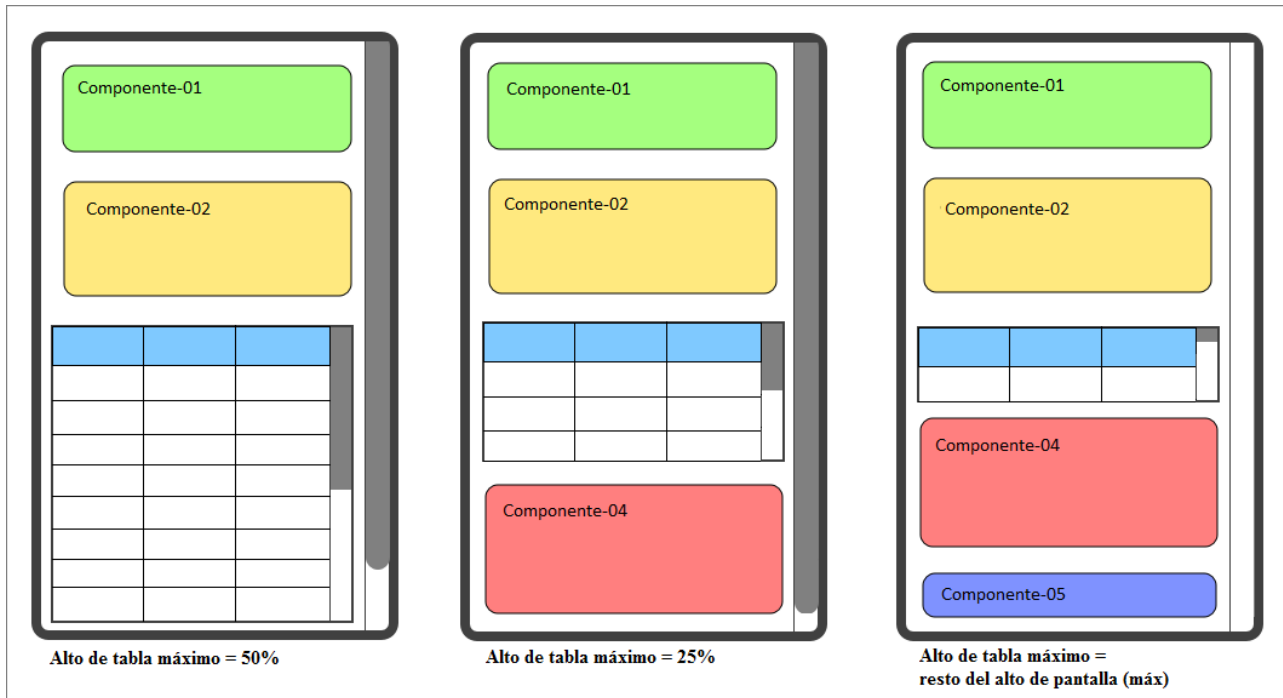 Componente-01
Componente-02
Alto de tabla máximo = 50%
Componente-01
Componente-02
Componente-04
Alto de tabla máximo = 25%
Componente-01
Componente-02
Componente-04
Componente-05
Alto de tabla máximo =
resto del alto de pantalla (máx)